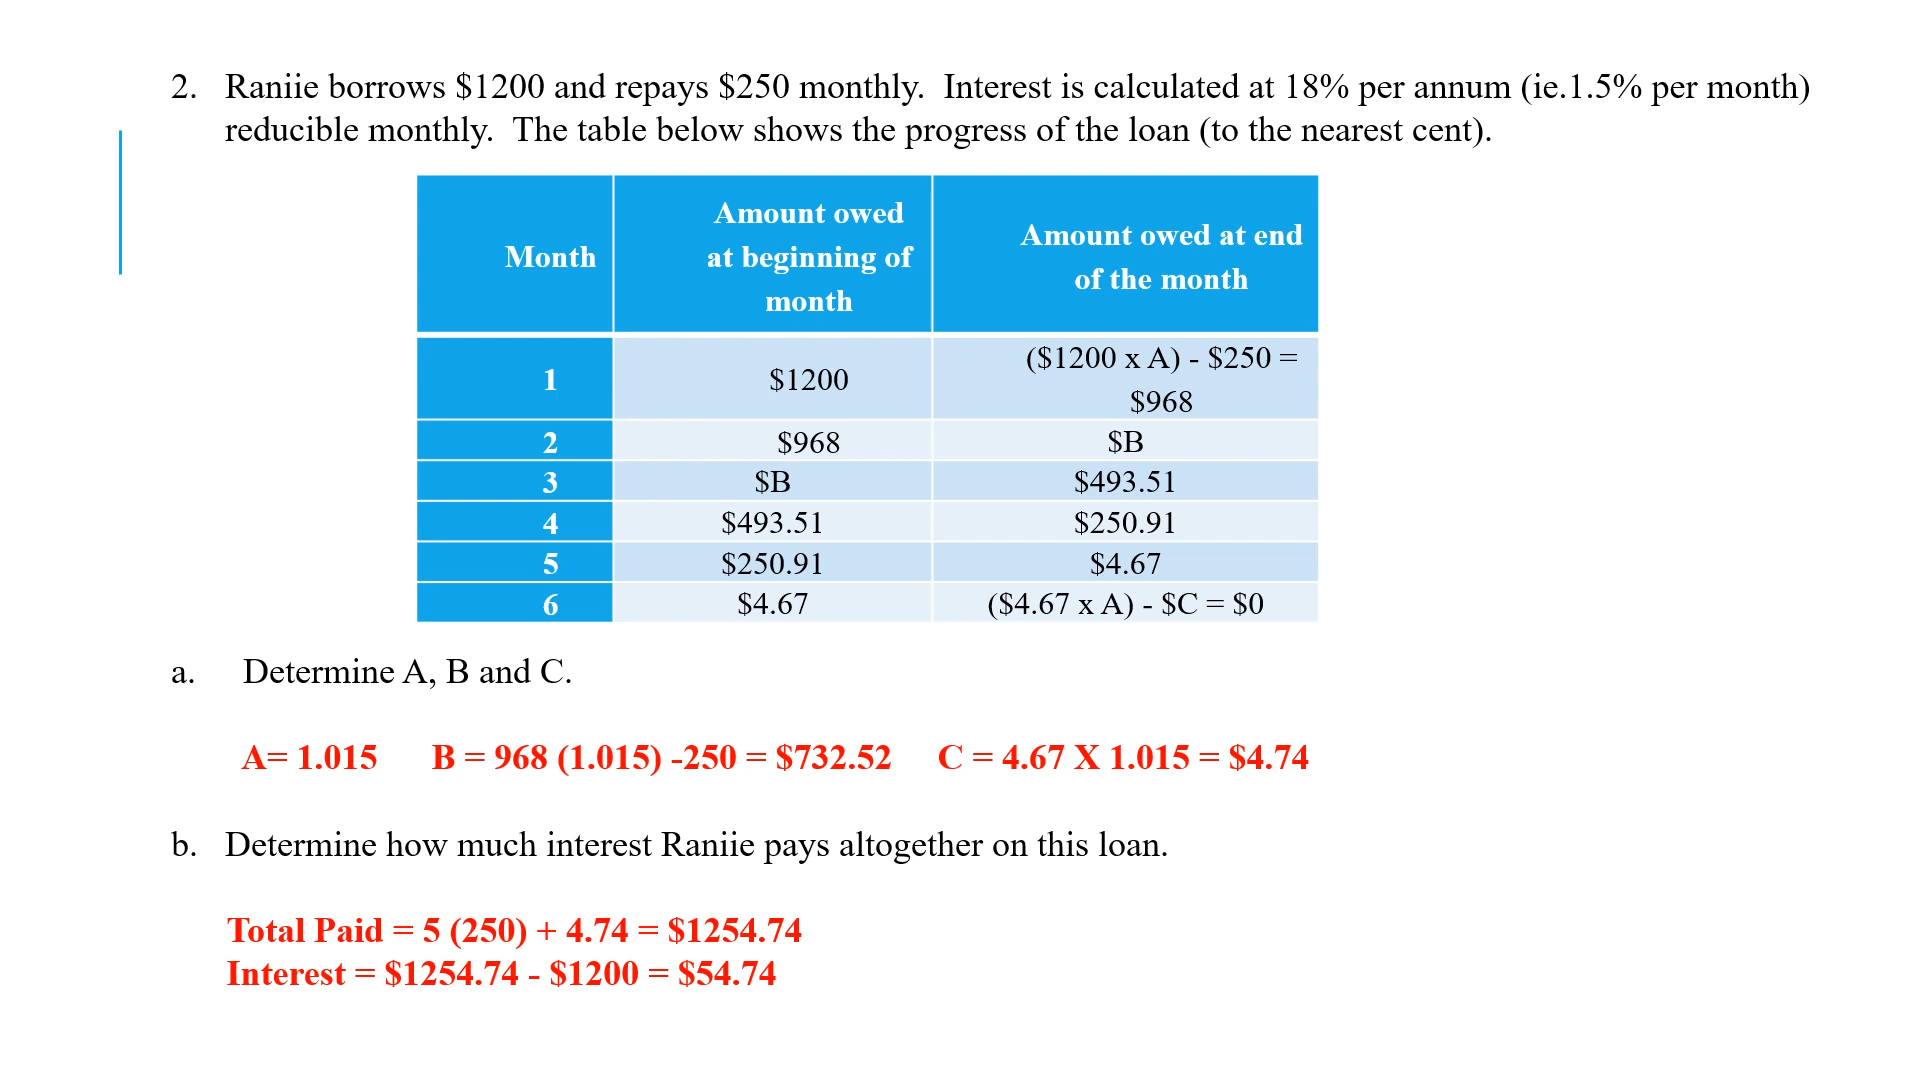 2. Raniie borrows $1200 and repays $250 monthly. Interest is calculated at 18% per annum (ie.1.5% per month)
reducible monthly. The table below shows the progress of the loan (to the nearest cent).
Month
Amount owed
at beginning of
month
Amount owed at end
of the month
1
$1200
($1200 x A) - $250 =
$968
2 $968 $B
3 $B $493.51
4 $493.51 $250.91
5 $250.91 $4.67
6 $4.67 ($4.67 x A) - $C = $0
a. Determine A, B and C.
A= 1.015 B = 968 (1.015) -250 = $732.52 C = 4.67 X 1.015 = $4.74
b. Determine how much interest Raniie pays altogether on this loan.
Total Paid = 5 (250) + 4.74 = $1254.74
Interest = $1254.74 - $1200 = $54.74